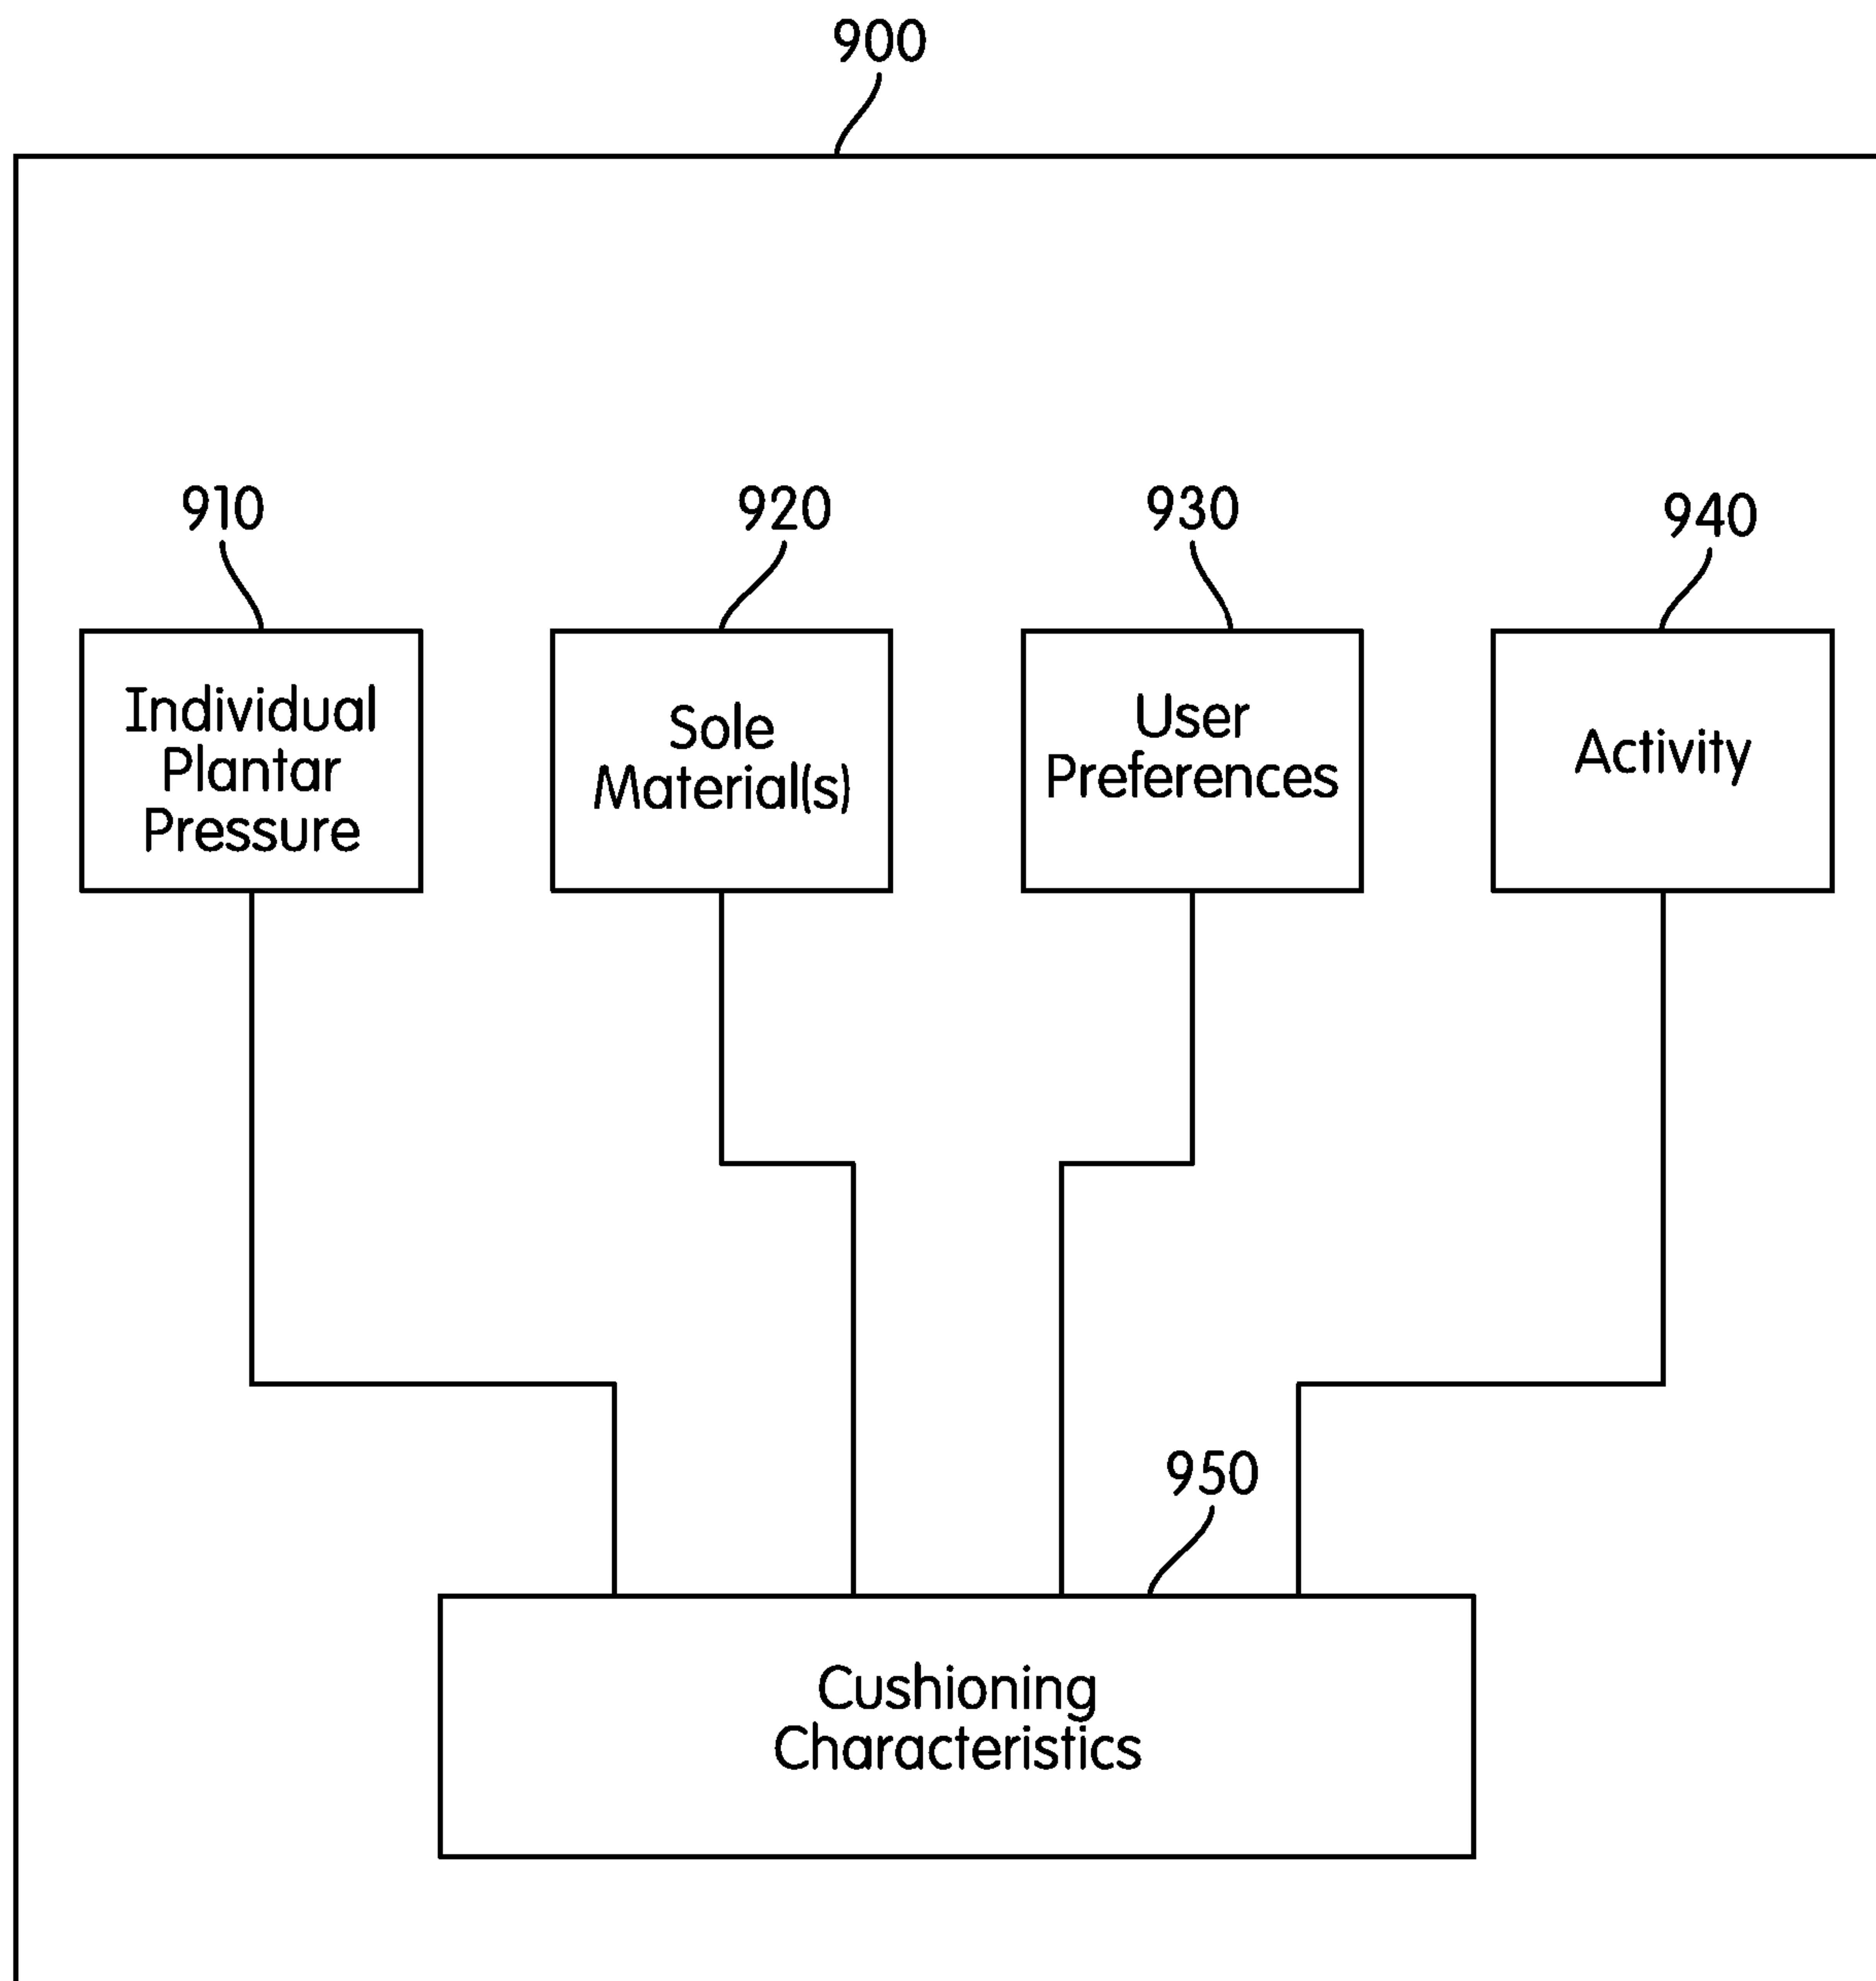 900
910
920
930
940
Individual
Plantar
Pressure
Sole
Material(s)
User
Preferences
Activity
950
Cushioning
Characteristics